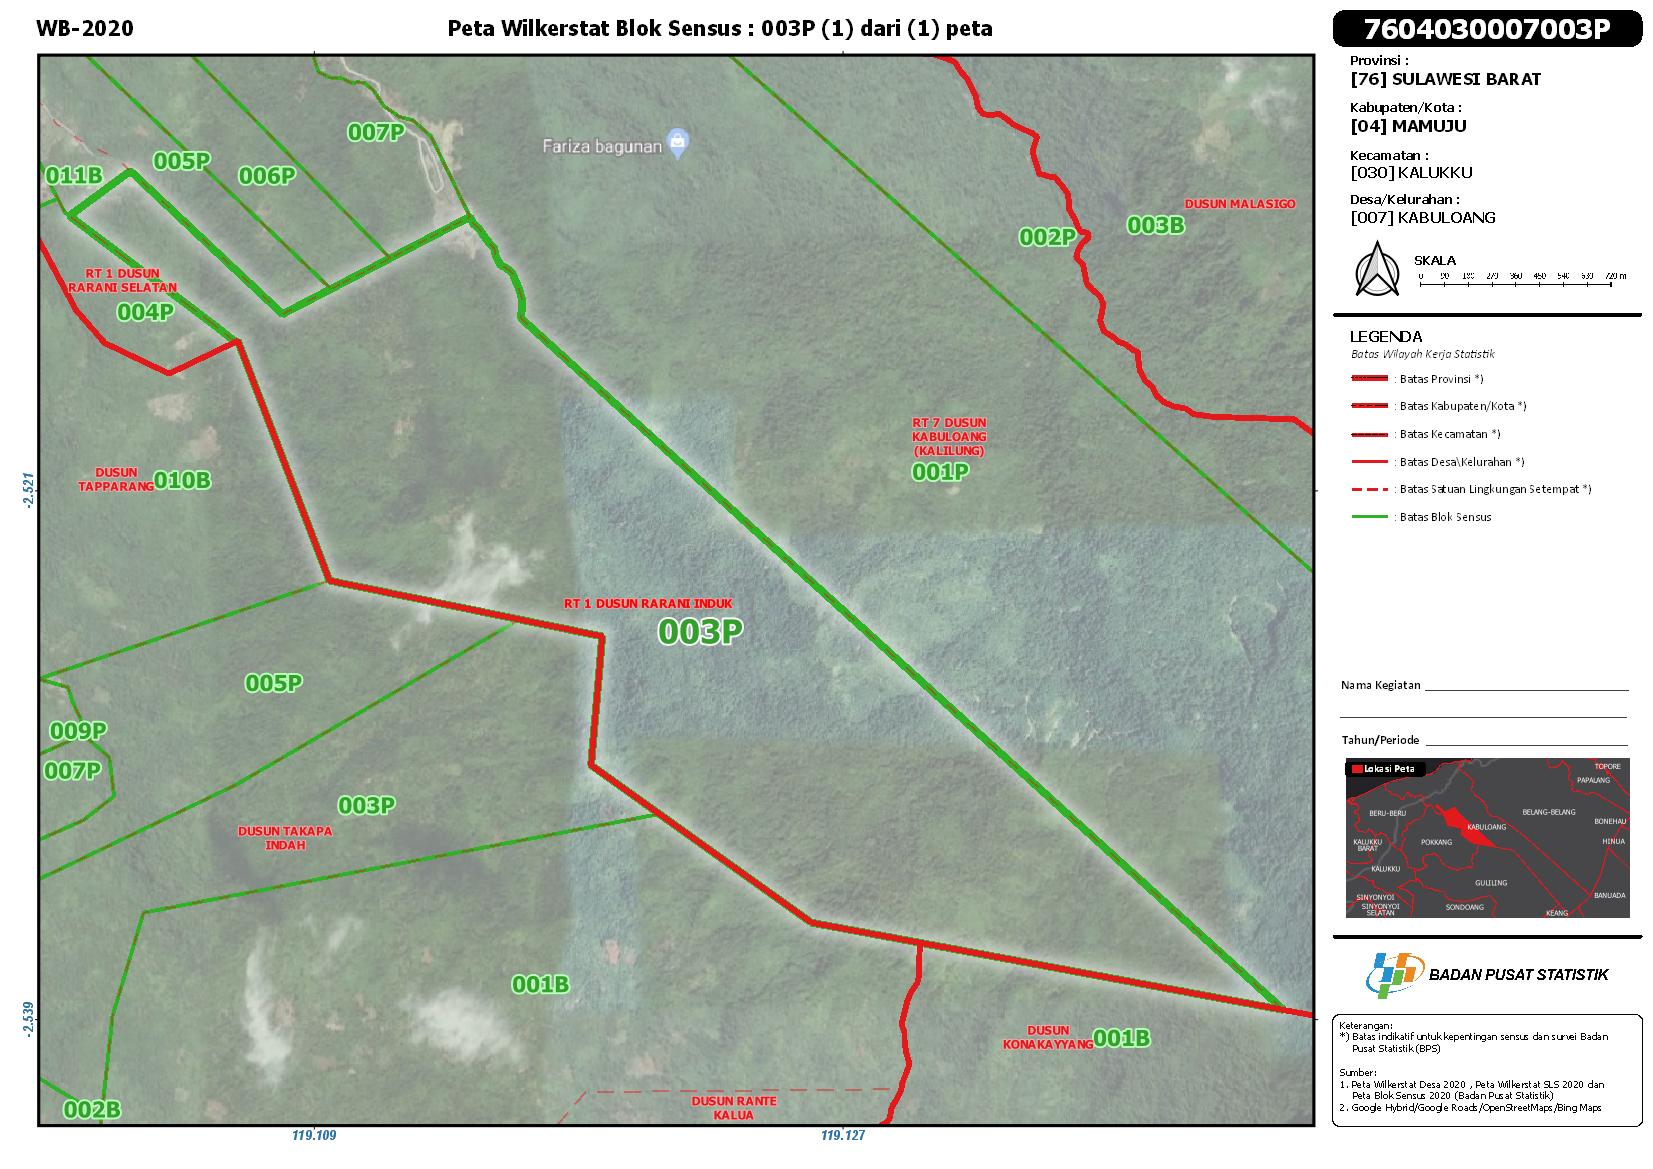 WB-2020
Peta Wilkerstat Blok Sensus : 003P (1) dari (1) peta
7604030007003P
Provinsi :
[76] SULAWESI BARAT
Kabupaten/Kota :
[04] MAMUJU
Kecamatan :
[030] KALUKKU
Desa/Kelurahan :
[007] KABULOANG
SKALA
0 90 180 270 360 450 540 630 720 m
LEGENDA
Batas Wilayah Kerja Statistik
: Batas Provinsi *)
: Batas Kabupaten/Kota *)
: Batas Kecamatan *)
: Batas Desa\Kelurahan *)
: Batas Satuan Lingkungan Setempat *)
: Batas Blok Sensus
Nama Kegiatan
Tahun/Periode
Lokasi Peta
TOPORE
PAPALANG
BERU-BERU
BELANG-BELANG
BONEHAU
KABULOANG
KALUKKU
BARAT
POKKANG
HINUA
KALUKKU
GULILING
SINYONYOI
BANUADA
SINYONYOI
SELATAN
SONDOANG
KEANG
BADAN PUSAT STATISTIK
Keterangan:
*) Batas indikatif untuk kepentingan sensus dan survei Badan
Pusat Statistik (BPS)
Sumber:
1. Peta Wilkerstat Desa 2020 , Peta Wilkerstat SLS 2020 dan
Peta Blok Sensus 2020 (Badan Pusat Statistik)
2. Google Hybrid/Google Roads/OpenStreetMaps/Bing Maps
007P
Fariza bagunan
005P
006P
011B
DUSUN MALASIGO
003B
002P
RT 1 DUSUN
RARANI SELATAN
004P
RT 7 DUSUN
KABULOANG
(KALILUNG)
001P
DUSUN
TAPPARANG
010B
RT 1 DUSUN RARANI INDUK
003P
005P
009P
007P
003P
DUSUN TAKAPA
INDAH
001B
DUSUN
KONAKAYYANG
001B
DUSUN RANTE
KALUA
002B
-2.521
-2.539
119.109
119.127